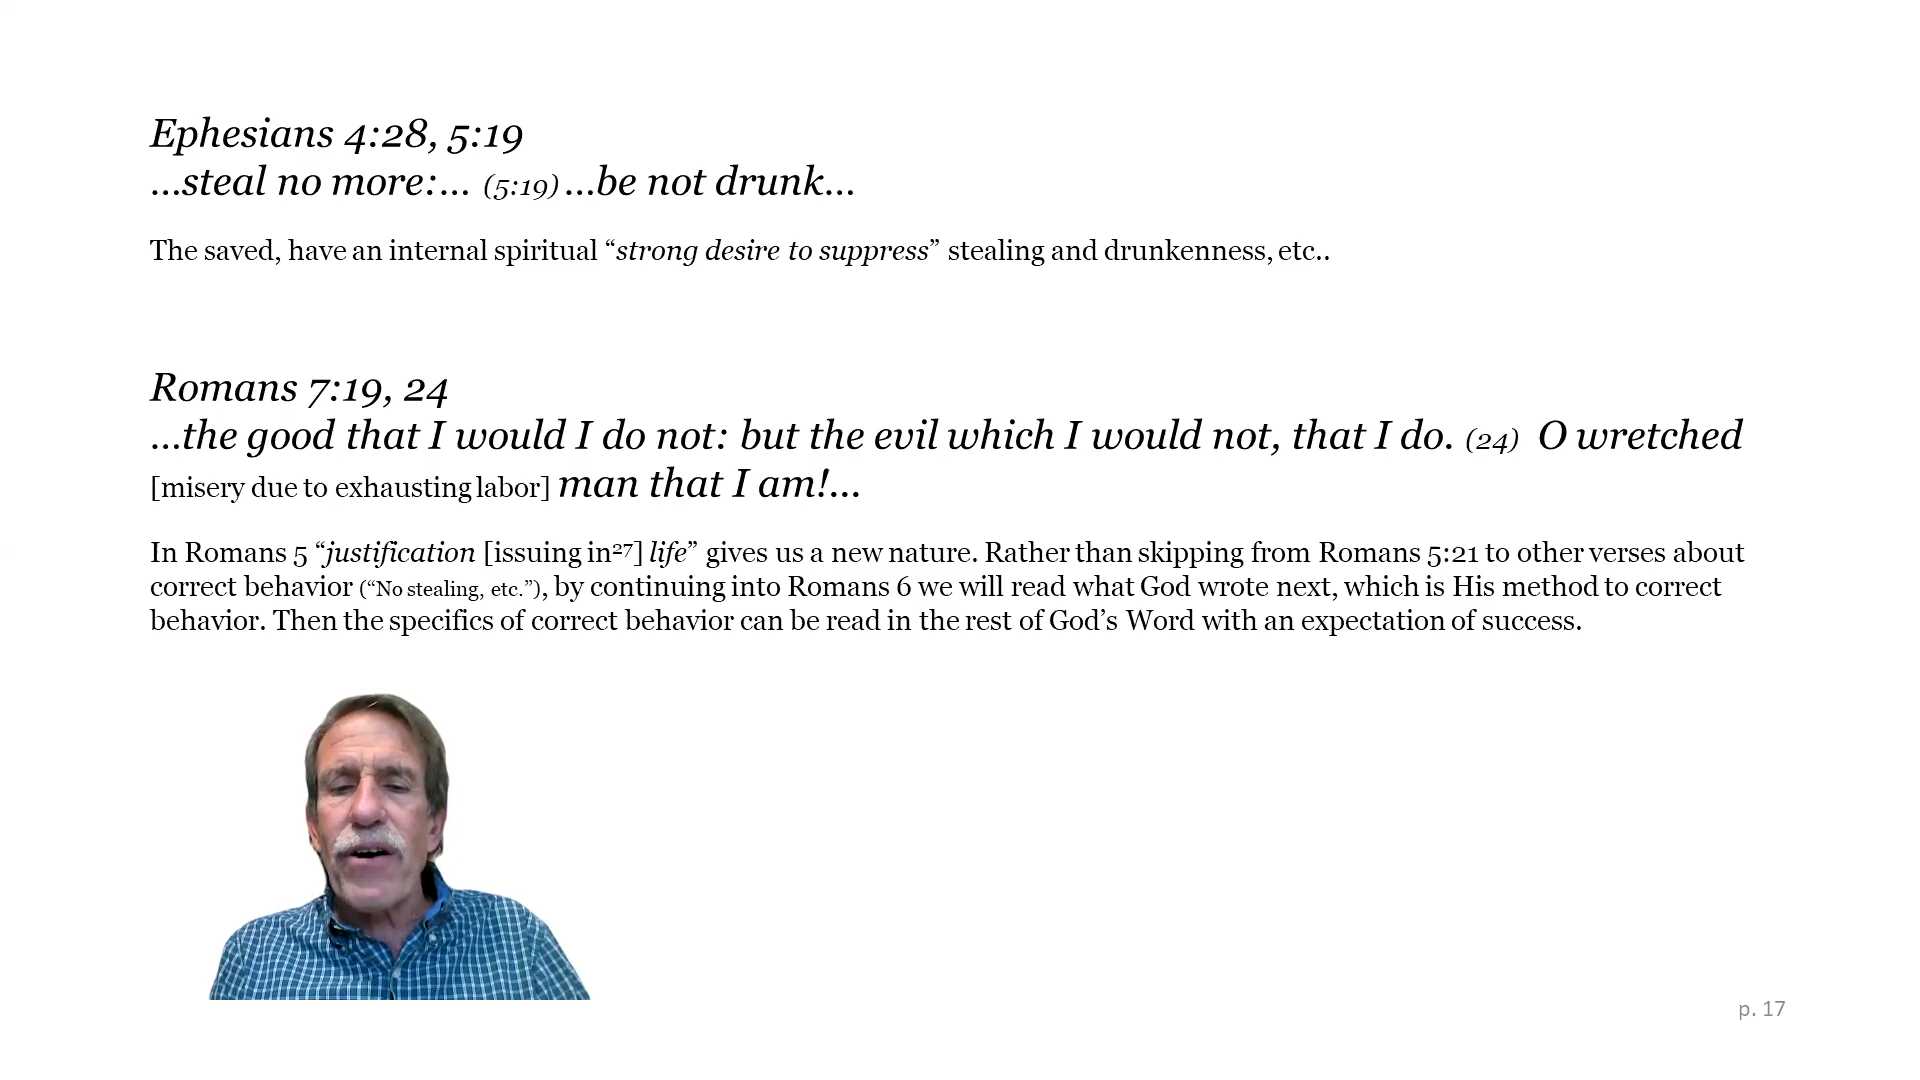 Ephesians 4:28, 5:19
…steal no more:… (5:19) …be not drunk…
The saved, have an internal spiritual “strong desire to suppress” stealing and drunkenness, etc..
Romans 7:19, 24
…the good that I would I do not: but the evil which I would not, that I do. (24) O wretched
[misery due to exhausting labor] man that I am!…
In Romans 5 “justification [issuing in²⁷] life” gives us a new nature. Rather than skipping from Romans 5:21 to other verses about
correct behavior (“No stealing, etc.”), by continuing into Romans 6 we will read what God wrote next, which is His method to correct
behavior. Then the specifics of correct behavior can be read in the rest of God’s Word with an expectation of success.
p. 17